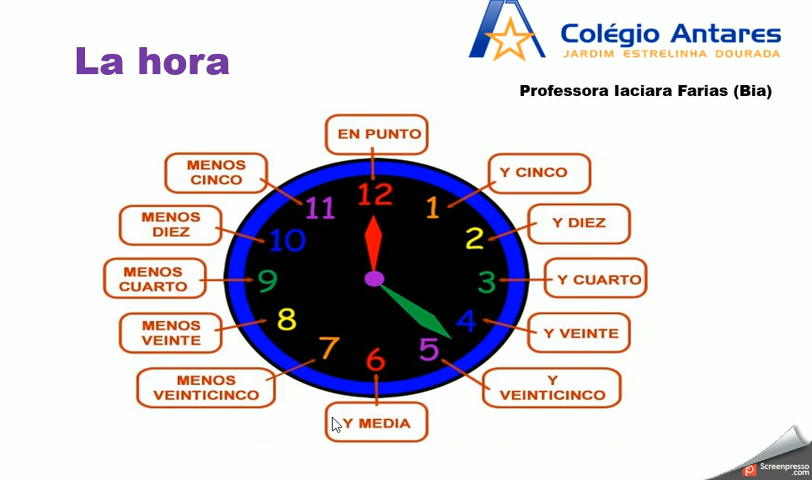 La hora
Colégio Antares
JARDIM ESTRELINHA DOURADA
Professora Iaciara Farias (Bia)
EN PUNTO
MENOS
CINCO
Y CINCO
MENOS
DIEZ
Y DIEZ
MENOS
CUARTO
Y CUARTO
MENOS
VEINTE
Y VEINTE
MENOS
VEINTICINCO
Y
VEINTICINCO
Y MEDIA
12
11
1
10
2
9
3
8
4
7
5
6
Screenpresso
.com